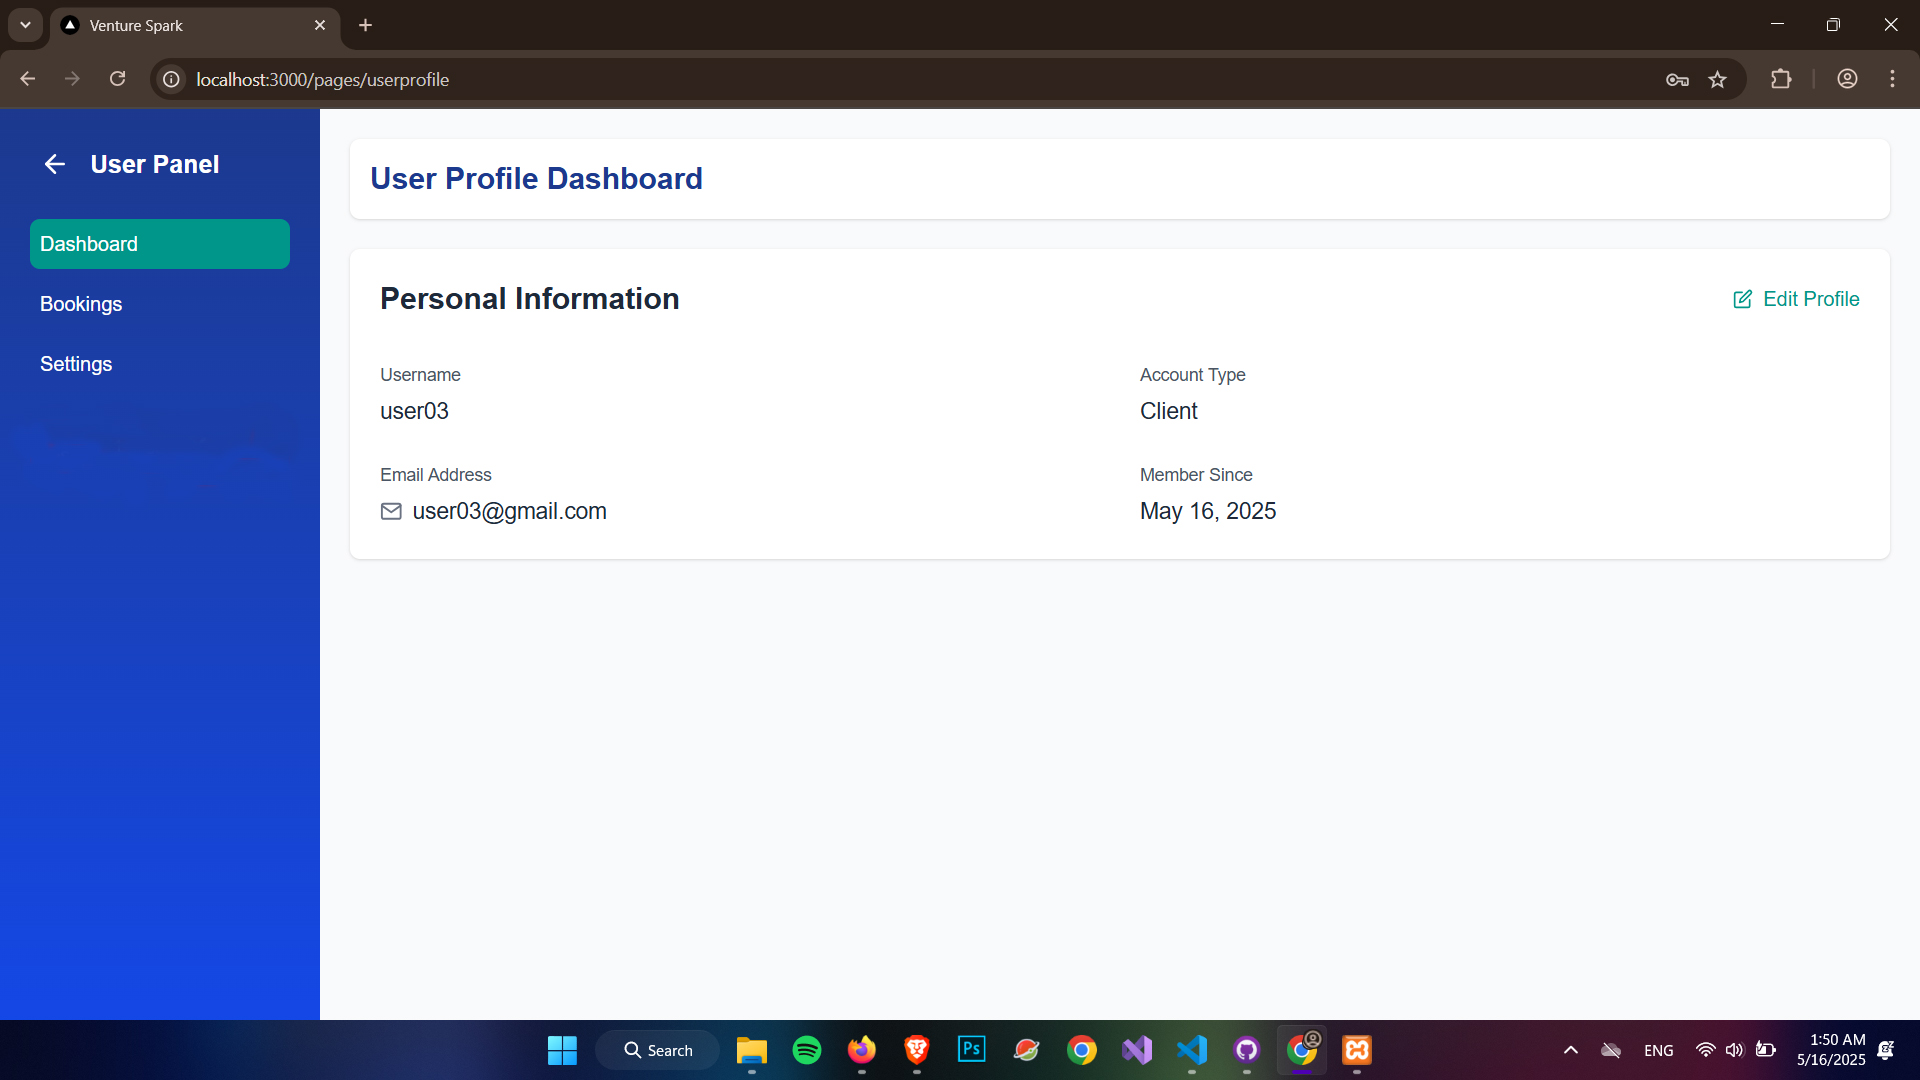 Venture Spark
localhost:3000/pages/userprofile
User Panel
Dashboard
Bookings
Settings
User Profile Dashboard
Personal Information
Edit Profile
Username
user03
Account Type
Client
Email Address
user03@gmail.com
Member Since
May 16, 2025
Search
Ps
ENG
1:50 AM
5/16/2025